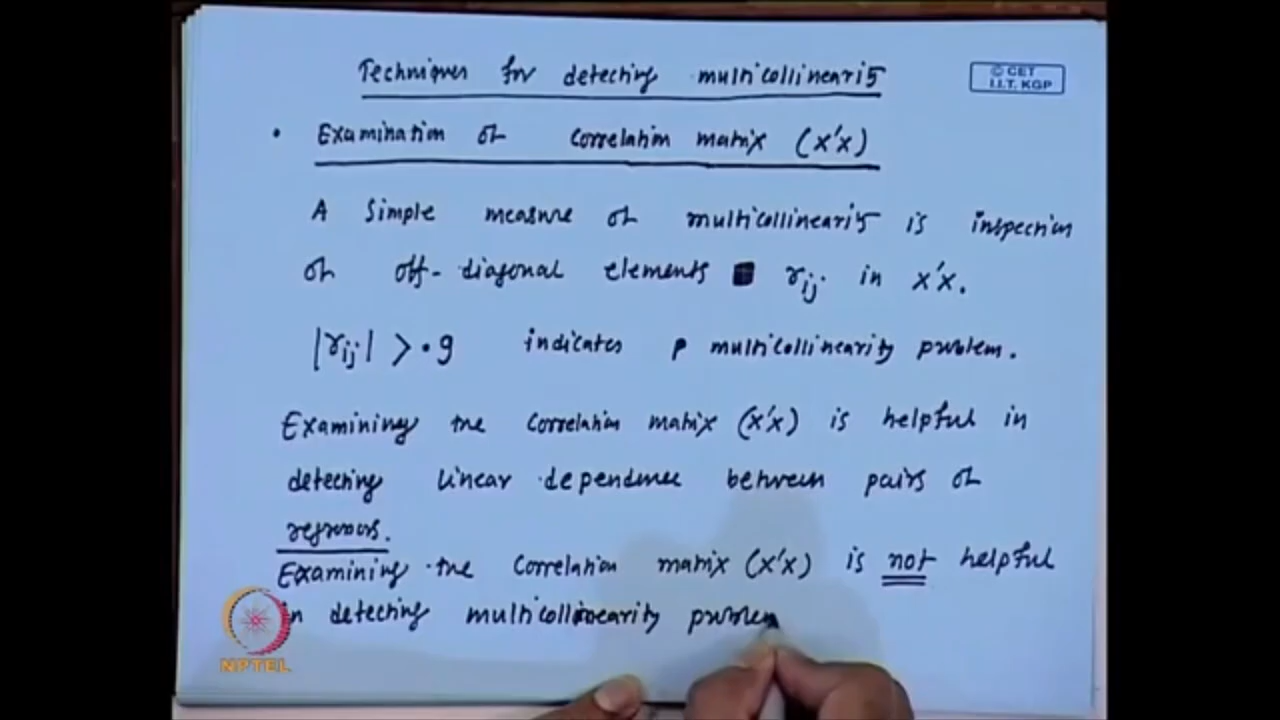 Techniques for detecting multicollinearity
© CET
I.I.T. KGP
• Examination of correlation matrix (x'x)
A simple measure of multicollinearity is inspection
of off-diagonal elements rij in x'x.
|rij| > .9 indicates p multicollinearity problem.
Examining the correlation matrix (x'x) is helpful in
detecting linear dependence between pairs of
regressors.
Examining the correlation matrix (x'x) is not helpful
in detecting multicollinearity problem
NPTEL